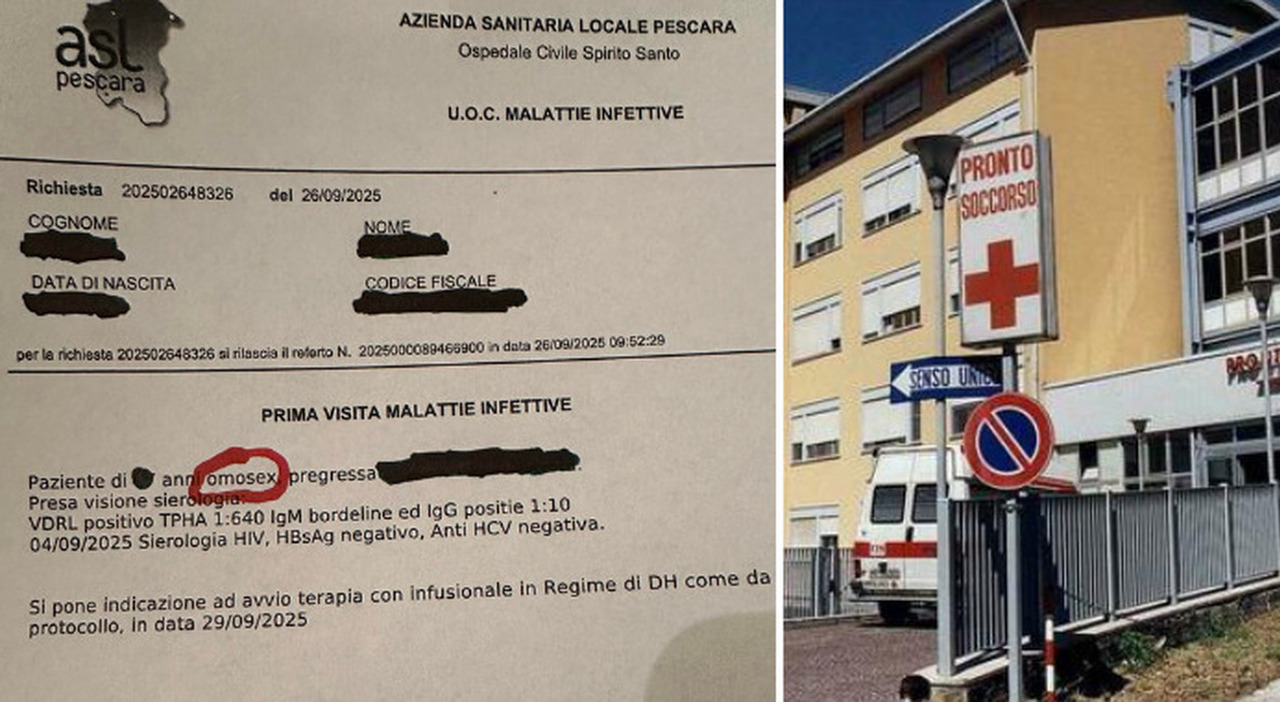 asl
pescara
AZIENDA SANITARIA LOCALE PESCARA
Ospedale Civile Spirito Santo
U.O.C. MALATTIE INFETTIVE
Richiesta 202502648326 del 26/09/2025
COGNOME NOME
DATA DI NASCITA CODICE FISCALE
per la richiesta 202502648326 si rilascia il referto N. 2025000089466900 in data 26/09/2025 09:52:29
PRIMA VISITA MALATTIE INFETTIVE
Paziente di anni omosex, pregressa
Presa visione sierologia:
VDRL positivo TPHA 1:640 IgM bordeline ed IgG positie 1:10
04/09/2025 Sierologia HIV, HBsAg negativo, Anti HCV negativa.
Si pone indicazione ad avvio terapia con infusionale in Regime di DH come da
protocollo, in data 29/09/2025
PRONTO
SOCCORSO
SENSO UNICO